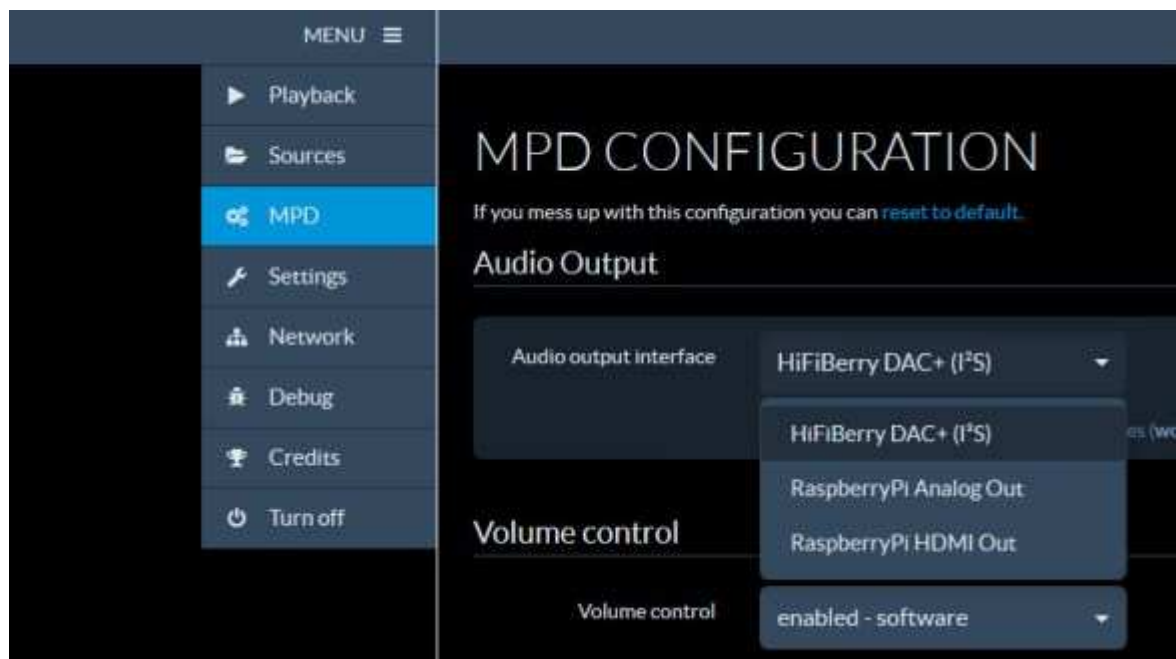 MENU
Playback
Sources
MPD
Settings
Network
Debug
Credits
Turn off
MPD CONFIGURATION
If you mess up with this configuration you can reset to default.
Audio Output
Audio output interface
HiFiBerry DAC+ (I²S)
HiFiBerry DAC+ (I²S)
RaspberryPi Analog Out
RaspberryPi HDMI Out
Volume control
Volume control
enabled - software